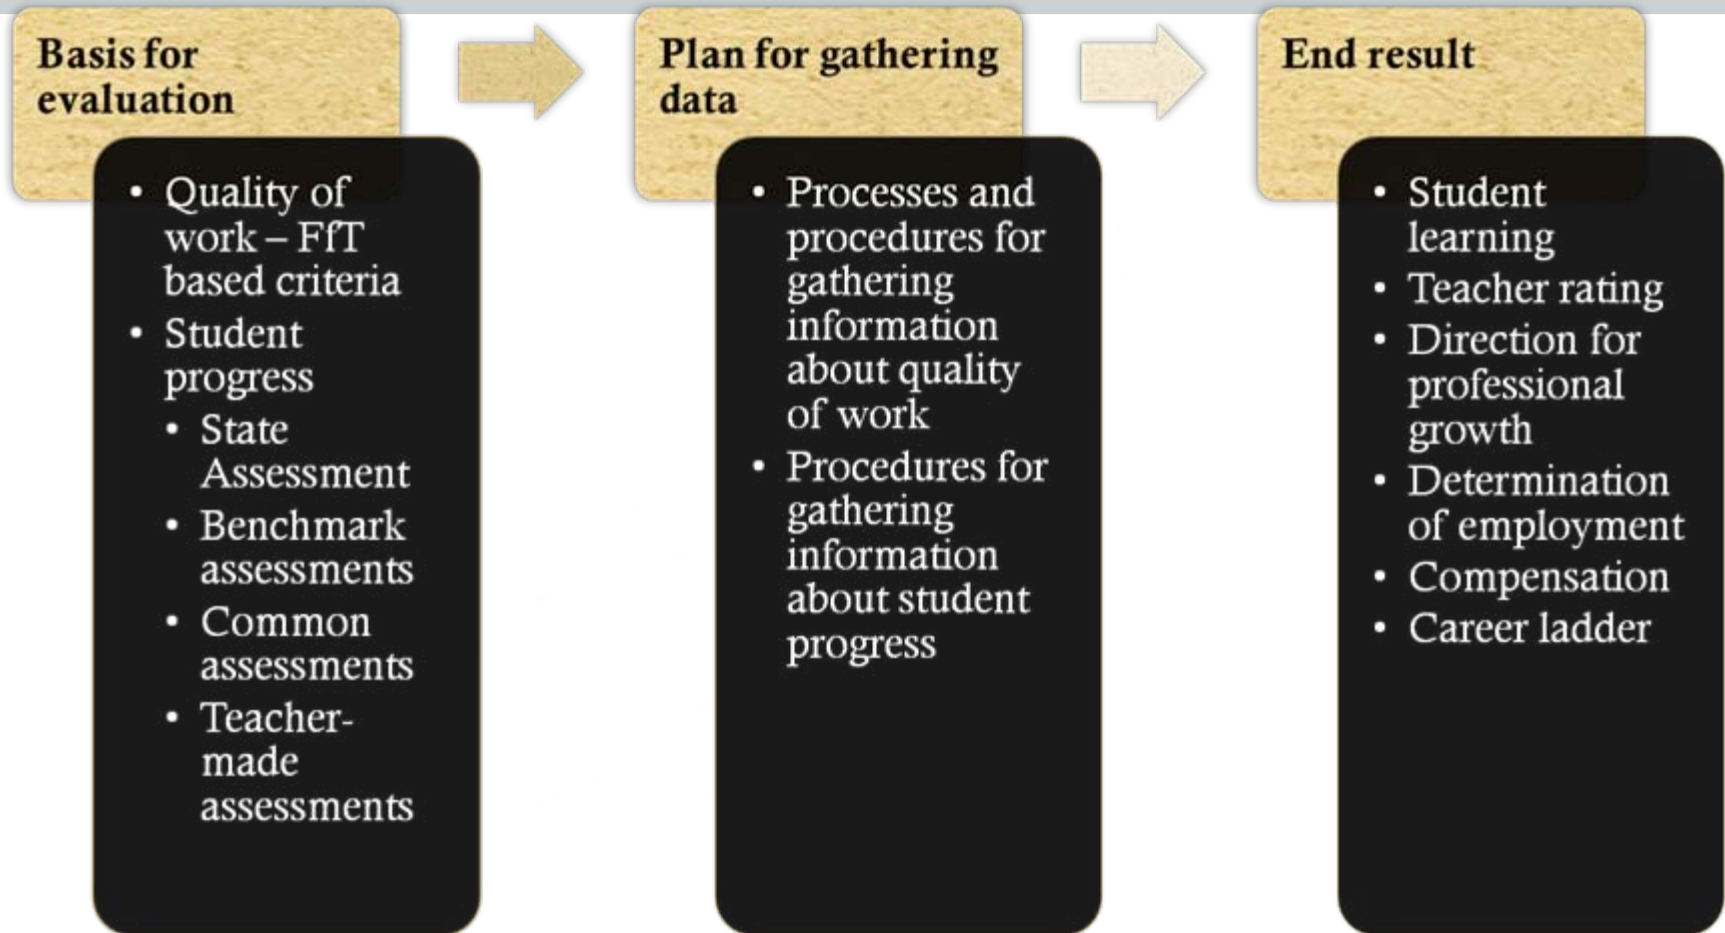 Basis for
evaluation
• Quality of
work – FfT
based criteria
• Student
progress
• State
Assessment
• Benchmark
assessments
• Common
assessments
• Teacher-
made
assessments
Plan for gathering
data
• Processes and
procedures for
gathering
information
about quality
of work
• Procedures for
gathering
information
about student
progress
End result
• Student
learning
• Teacher rating
• Direction for
professional
growth
• Determination
of employment
• Compensation
• Career ladder